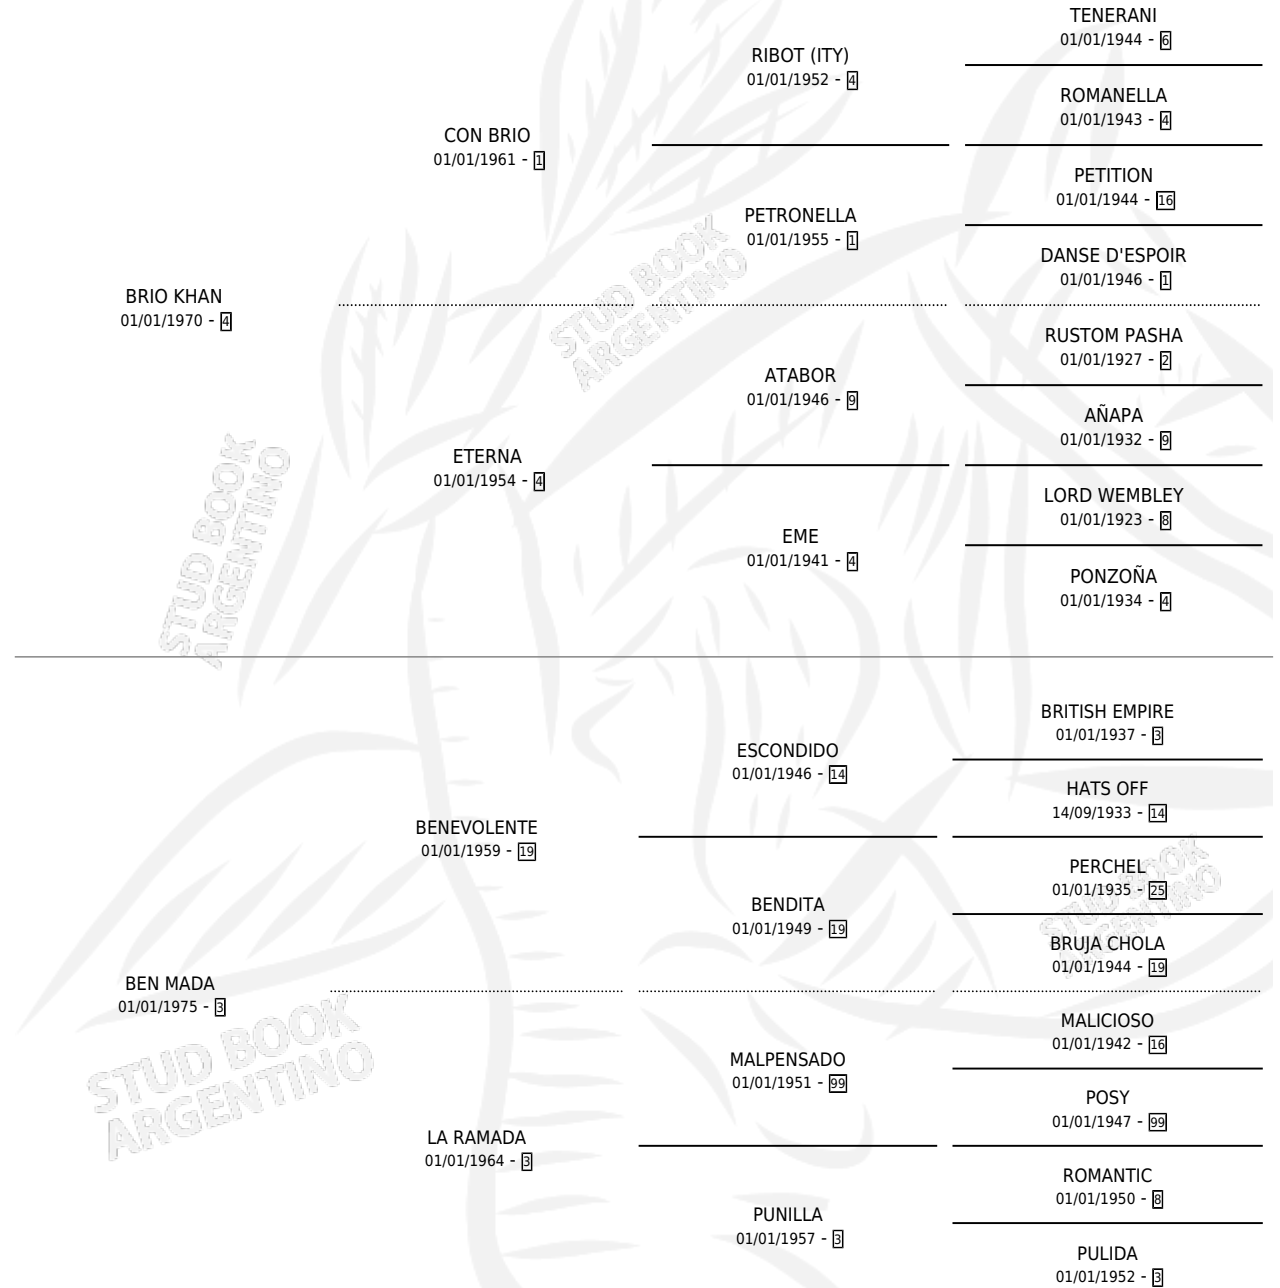 TENERANI
01/01/1944 - 6
RIBOT (ITY)
01/01/1952 - 4
ROMANELLA
01/01/1943 - 4
CON BRIO
01/01/1961 - 1
PETITION
01/01/1944 - 16
PETRONELLA
01/01/1955 - 1
DANSE D'ESPOIR
01/01/1946 - 1
BRIO KHAN
01/01/1970 - 4
RUSTOM PASHA
01/01/1927 - 2
ATABOR
01/01/1946 - 9
AÑAPA
01/01/1932 - 9
ETERNA
01/01/1954 - 4
LORD WEMBLEY
01/01/1923 - 8
EME
01/01/1941 - 4
PONZOÑA
01/01/1934 - 4
BRITISH EMPIRE
01/01/1937 - 3
ESCONDIDO
01/01/1946 - 14
HATS OFF
14/09/1933 - 14
BENEVOLENTE
01/01/1959 - 19
PERCHEL
01/01/1935 - 25
BENDITA
01/01/1949 - 19
BRUJA CHOLA
01/01/1944 - 19
BEN MADA
01/01/1975 - 3
MALICIOSO
01/01/1942 - 16
MALPENSADO
01/01/1951 - 99
POSY
01/01/1947 - 99
LA RAMADA
01/01/1964 - 3
ROMANTIC
01/01/1950 - 8
PUNILLA
01/01/1957 - 3
PULIDA
01/01/1952 - 3
STUD BOOK
ARGENTINO
STUD BOOK
ARGENTINO
STUD BOOK
ARGENTINO
STUD BOOK
ARGENTINO